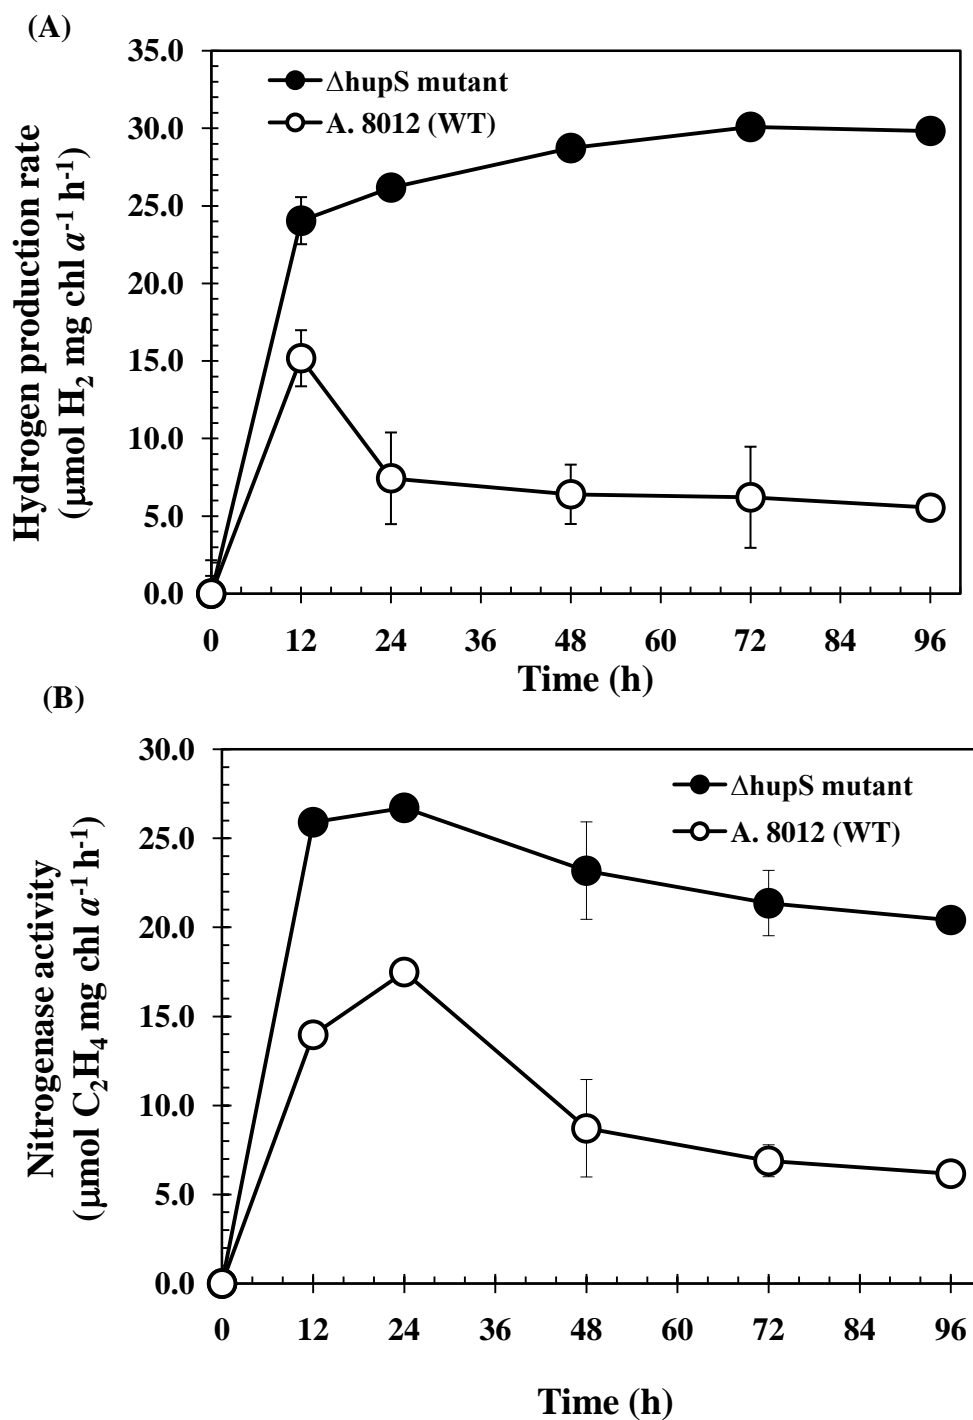 (A)
35.0
30.0
25.0
20.0
15.0
10.0
5.0
0.0
Hydrogen production rate
(μmol H₂ mg chl a⁻¹ h⁻¹)
ΔhupS mutant
A. 8012 (WT)
0 12 24 36 48 60 72 84 96
Time (h)
(B)
30.0
25.0
20.0
15.0
10.0
5.0
0.0
Nitrogenase activity
(μmol C₂H₄ mg chl a⁻¹ h⁻¹)
ΔhupS mutant
A. 8012 (WT)
0 12 24 36 48 60 72 84 96
Time (h)